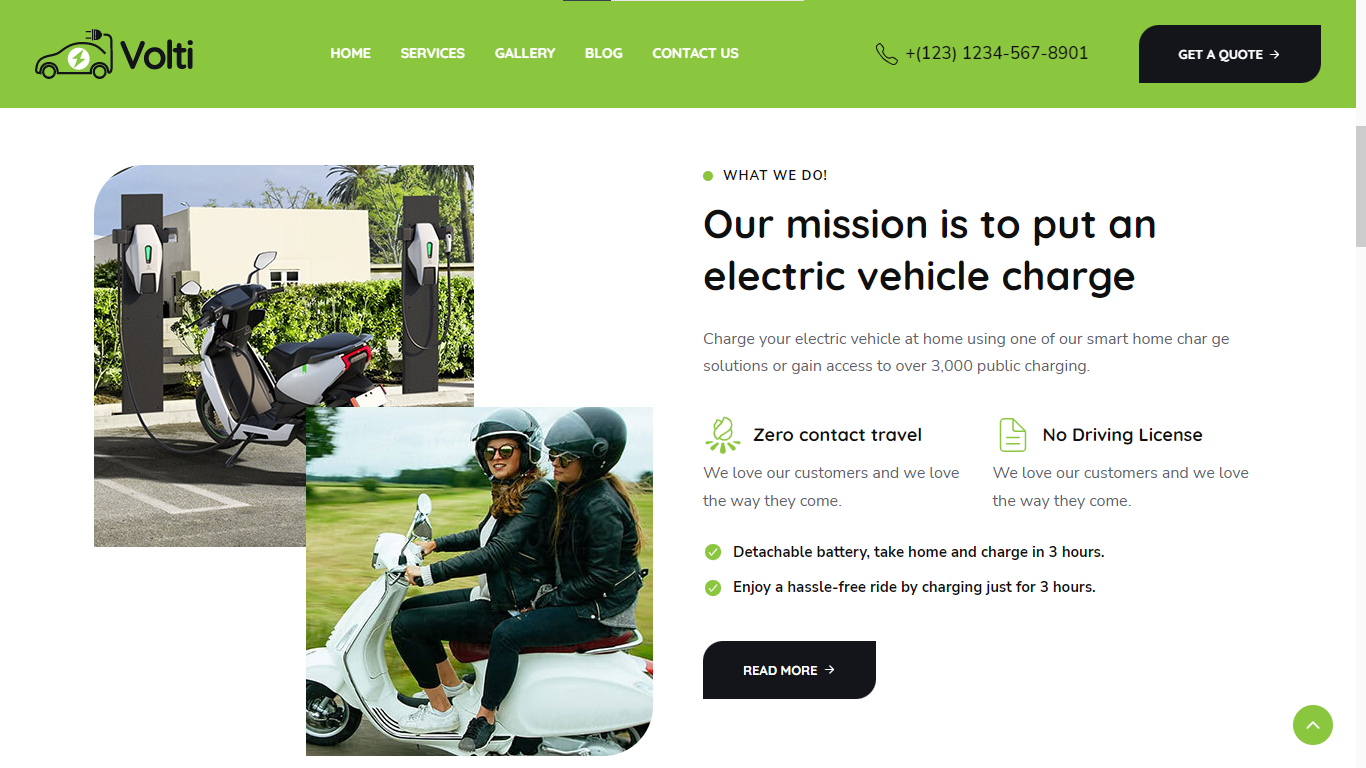 Volti
HOME SERVICES GALLERY BLOG CONTACT US
+(123) 1234-567-8901
GET A QUOTE
WHAT WE DO!
Our mission is to put an
electric vehicle charge
Charge your electric vehicle at home using one of our smart home char ge
solutions or gain access to over 3,000 public charging.
Zero contact travel
We love our customers and we love
the way they come.
No Driving License
We love our customers and we love
the way they come.
Detachable battery, take home and charge in 3 hours.
Enjoy a hassle-free ride by charging just for 3 hours.
READ MORE